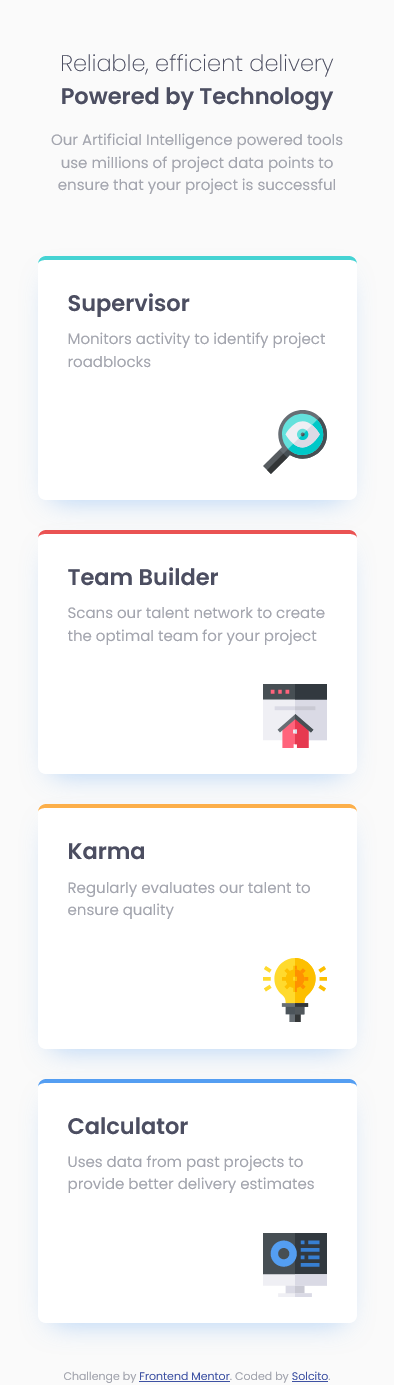 Reliable, efficient delivery
Powered by Technology
Our Artificial Intelligence powered tools
use millions of project data points to
ensure that your project is successful
Supervisor
Monitors activity to identify project
roadblocks
Team Builder
Scans our talent network to create
the optimal team for your project
Karma
Regularly evaluates our talent to
ensure quality
Calculator
Uses data from past projects to
provide better delivery estimates
Challenge by Frontend Mentor. Coded by Solcito.